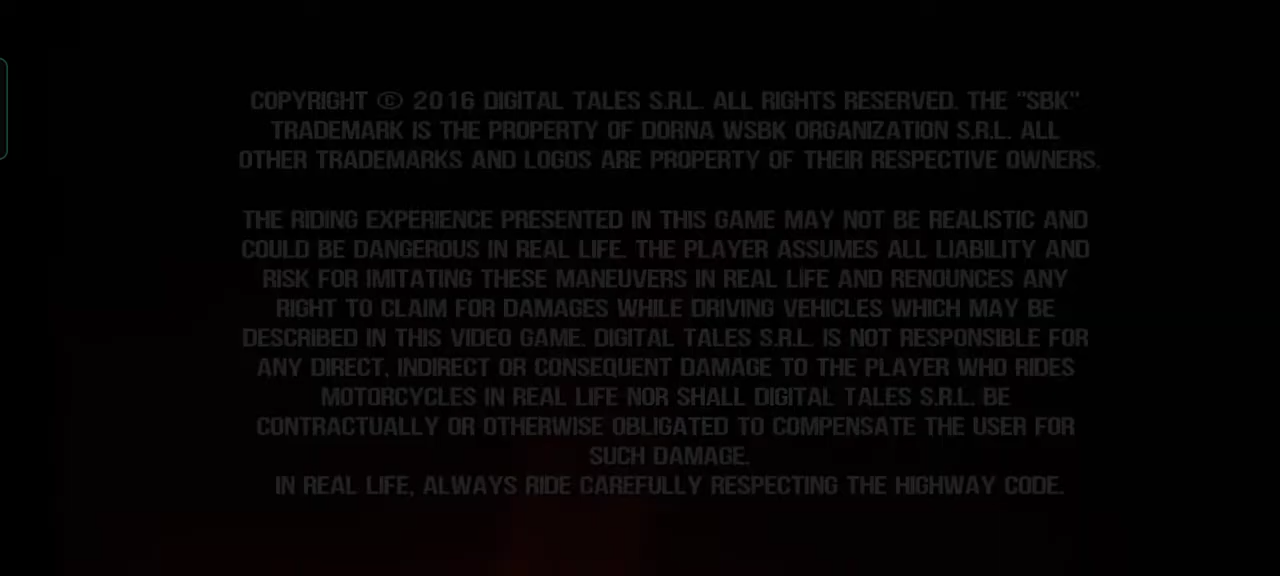 COPYRIGHT © 2016 DIGITAL TALES S.R.L. ALL RIGHTS RESERVED. THE "SBK"
TRADEMARK IS THE PROPERTY OF DORNA WSBK ORGANIZATION S.R.L. ALL
OTHER TRADEMARKS AND LOGOS ARE PROPERTY OF THEIR RESPECTIVE OWNERS.
THE RIDING EXPERIENCE PRESENTED IN THIS GAME MAY NOT BE REALISTIC AND
COULD BE DANGEROUS IN REAL LIFE. THE PLAYER ASSUMES ALL LIABILITY AND
RISK FOR IMITATING THESE MANEUVERS IN REAL LIFE AND RENOUNCES ANY
RIGHT TO CLAIM FOR DAMAGES WHILE DRIVING VEHICLES WHICH MAY BE
DESCRIBED IN THIS VIDEO GAME. DIGITAL TALES S.R.L. IS NOT RESPONSIBLE FOR
ANY DIRECT, INDIRECT OR CONSEQUENT DAMAGE TO THE PLAYER WHO RIDES
MOTORCYCLES IN REAL LIFE NOR SHALL DIGITAL TALES S.R.L. BE
CONTRACTUALLY OR OTHERWISE OBLIGATED TO COMPENSATE THE USER FOR
SUCH DAMAGE.
IN REAL LIFE, ALWAYS RIDE CAREFULLY RESPECTING THE HIGHWAY CODE.